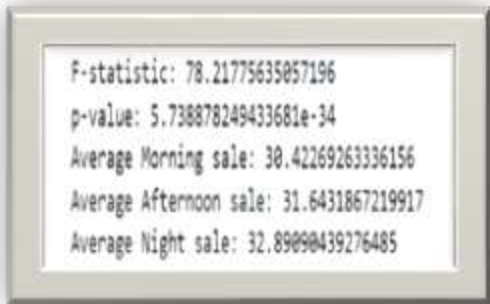 F-statistic: 78.21775635057196
p-value: 5.738878249433681e-34
Average Morning sale: 30.42269263336156
Average Afternoon sale: 31.6431867219917
Average Night sale: 32.89090439276485